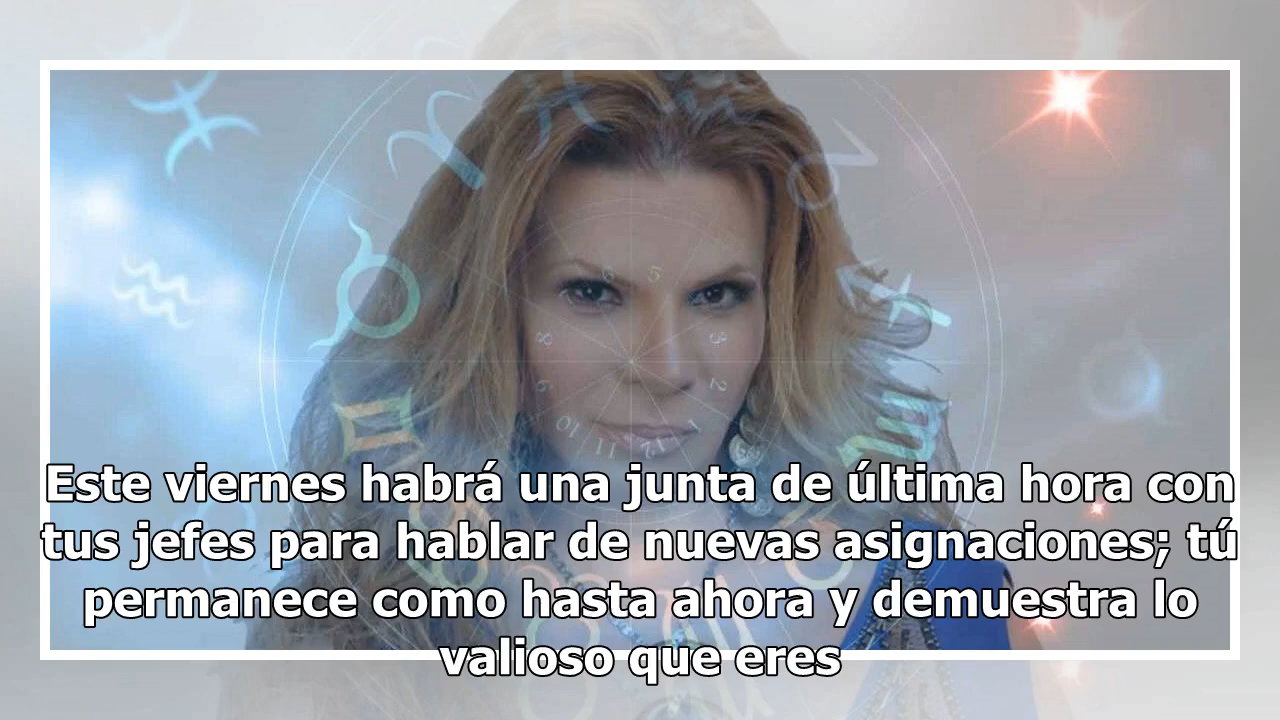 Este viernes habrá una junta de última hora con
tus jefes para hablar de nuevas asignaciones; tú
permanece como hasta ahora y demuestra lo
valioso que eres